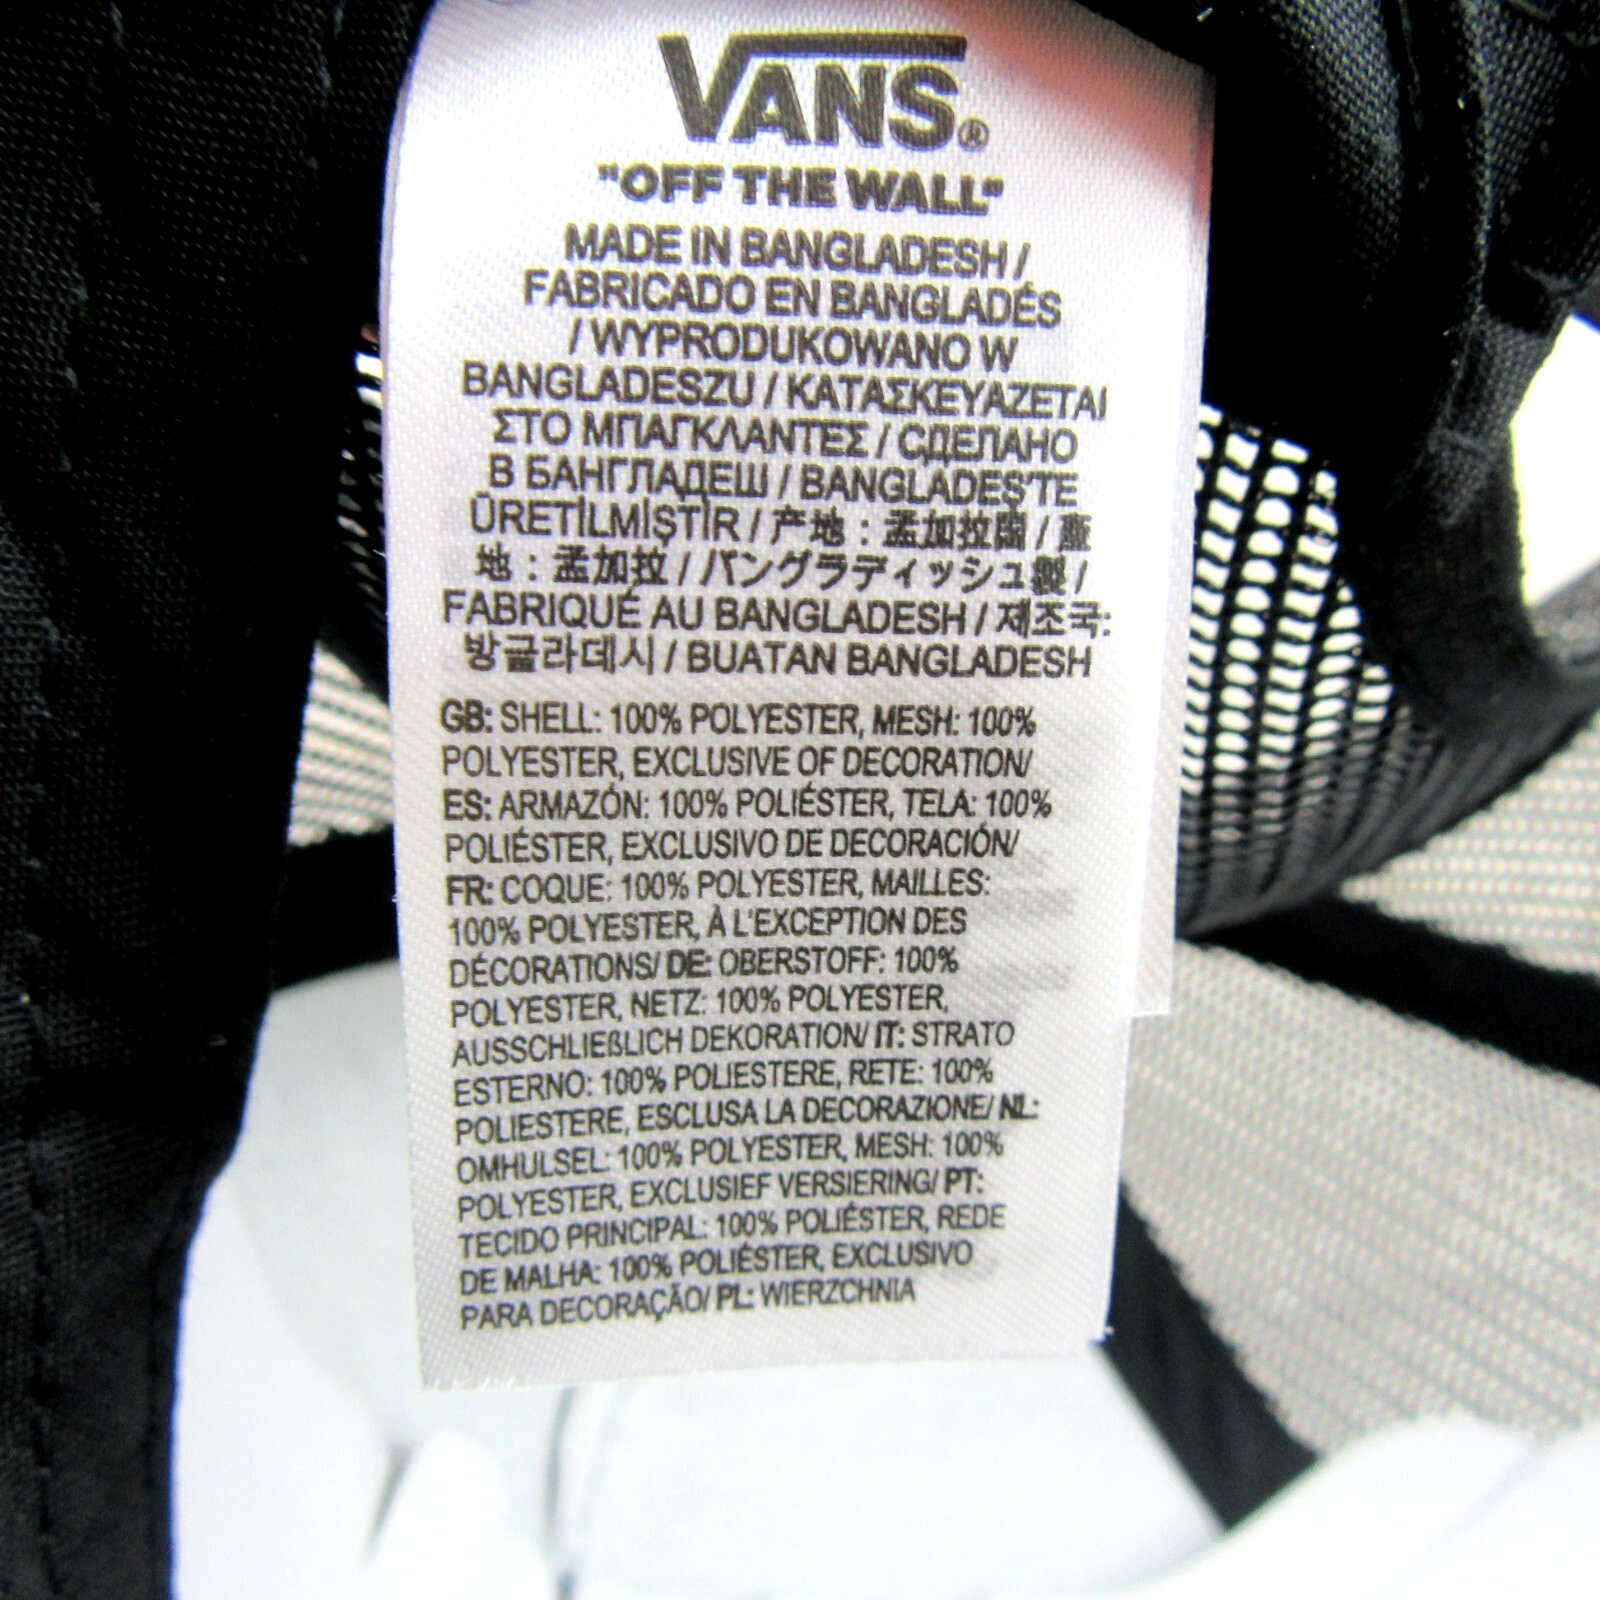 VANS®
"OFF THE WALL"
MADE IN BANGLADESH /
FABRICADO EN BANGLADÉS
/ WYPRODUKOWANO W
BANGLADESZU / ΚΑΤΑΣΚΕΥΑΖΕΤΑΙ
ΣΤΟ ΜΠΑΓΚΛΑΝΤΕΣ / СДЕЛАНО
В БАНГЛАДЕШ / BANGLADEŞ'TE
ÜRETİLMİŞTİR / 产地 : 孟加拉國 / 產
地 : 孟加拉 / バングラディッシュ製 /
FABRIQUÉ AU BANGLADESH / 제조국:
방글라데시 / BUATAN BANGLADESH
GB: SHELL: 100% POLYESTER, MESH: 100%
POLYESTER, EXCLUSIVE OF DECORATION/
ES: ARMAZÓN: 100% POLIÉSTER, TELA: 100%
POLIÉSTER, EXCLUSIVO DE DECORACIÓN/
FR: COQUE: 100% POLYESTER, MAILLES:
100% POLYESTER, À L'EXCEPTION DES
DÉCORATIONS/ DE: OBERSTOFF: 100%
POLYESTER, NETZ: 100% POLYESTER,
AUSSCHLIEßLICH DEKORATION/ IT: STRATO
ESTERNO: 100% POLIESTERE, RETE: 100%
POLIESTERE, ESCLUSA LA DECORAZIONE/ NL:
OMHULSEL: 100% POLYESTER, MESH: 100%
POLYESTER, EXCLUSIEF VERSIERING/ PT:
TECIDO PRINCIPAL: 100% POLIÉSTER, REDE
DE MALHA: 100% POLIÉSTER, EXCLUSIVO
PARA DECORAÇÃO/ PL: WIERZCHNIA